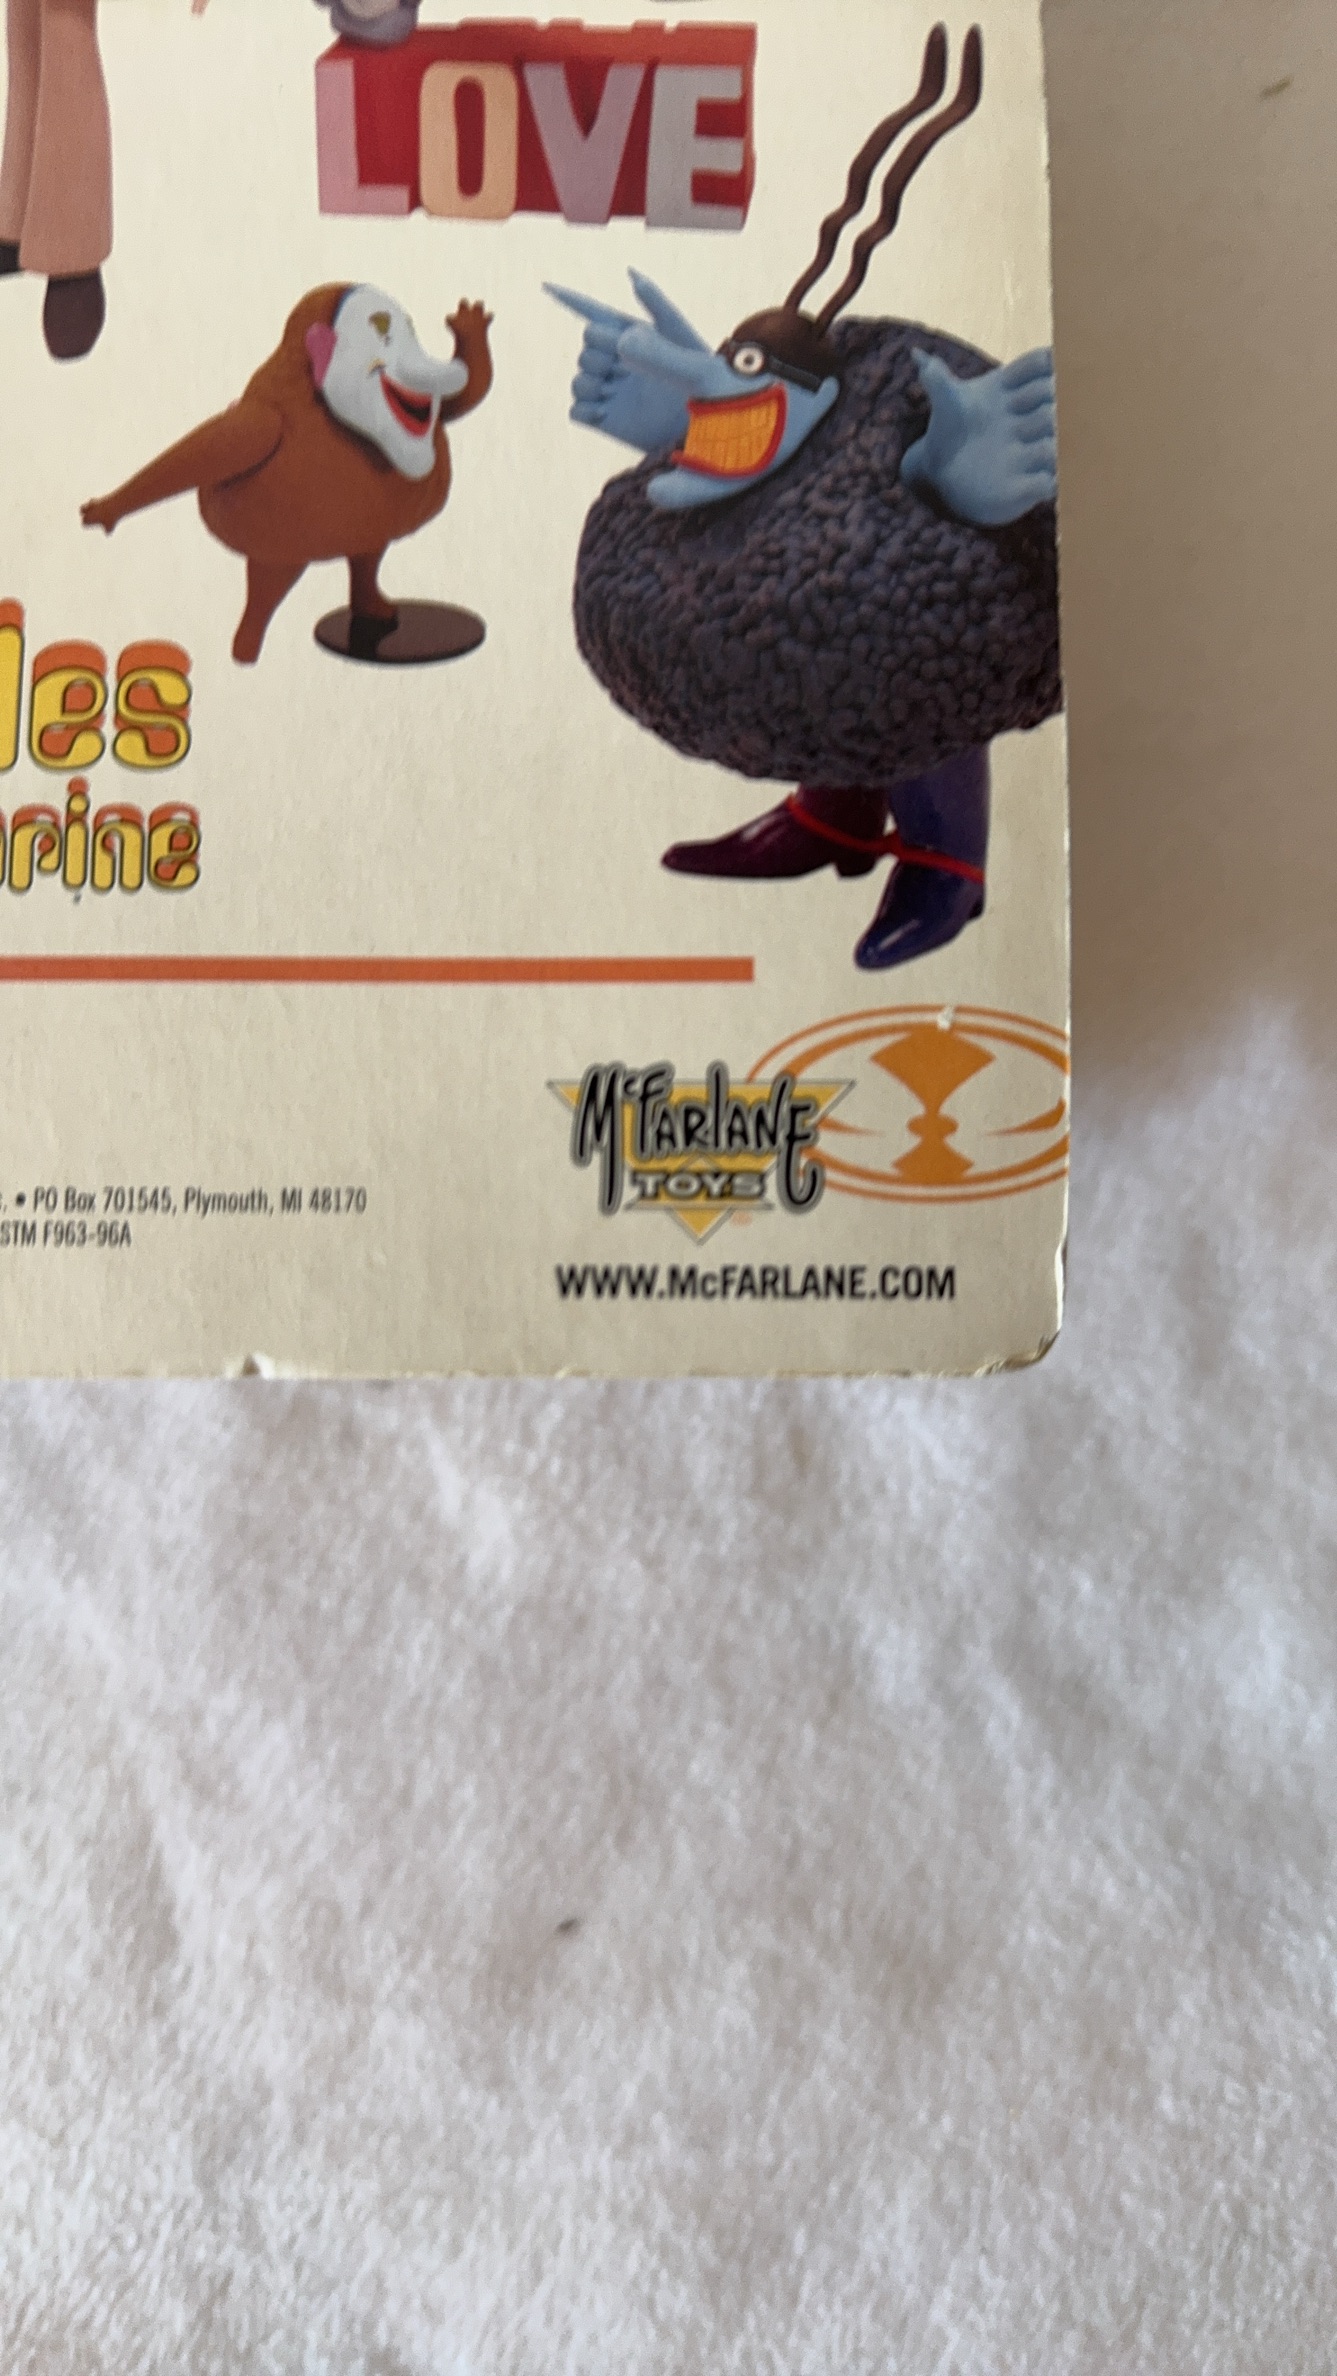 LOVE
les
rine
. • PO Box 701545, Plymouth, MI 48170
STM F963-96A
McFARLANE
TOYS
WWW.McFARLANE.COM